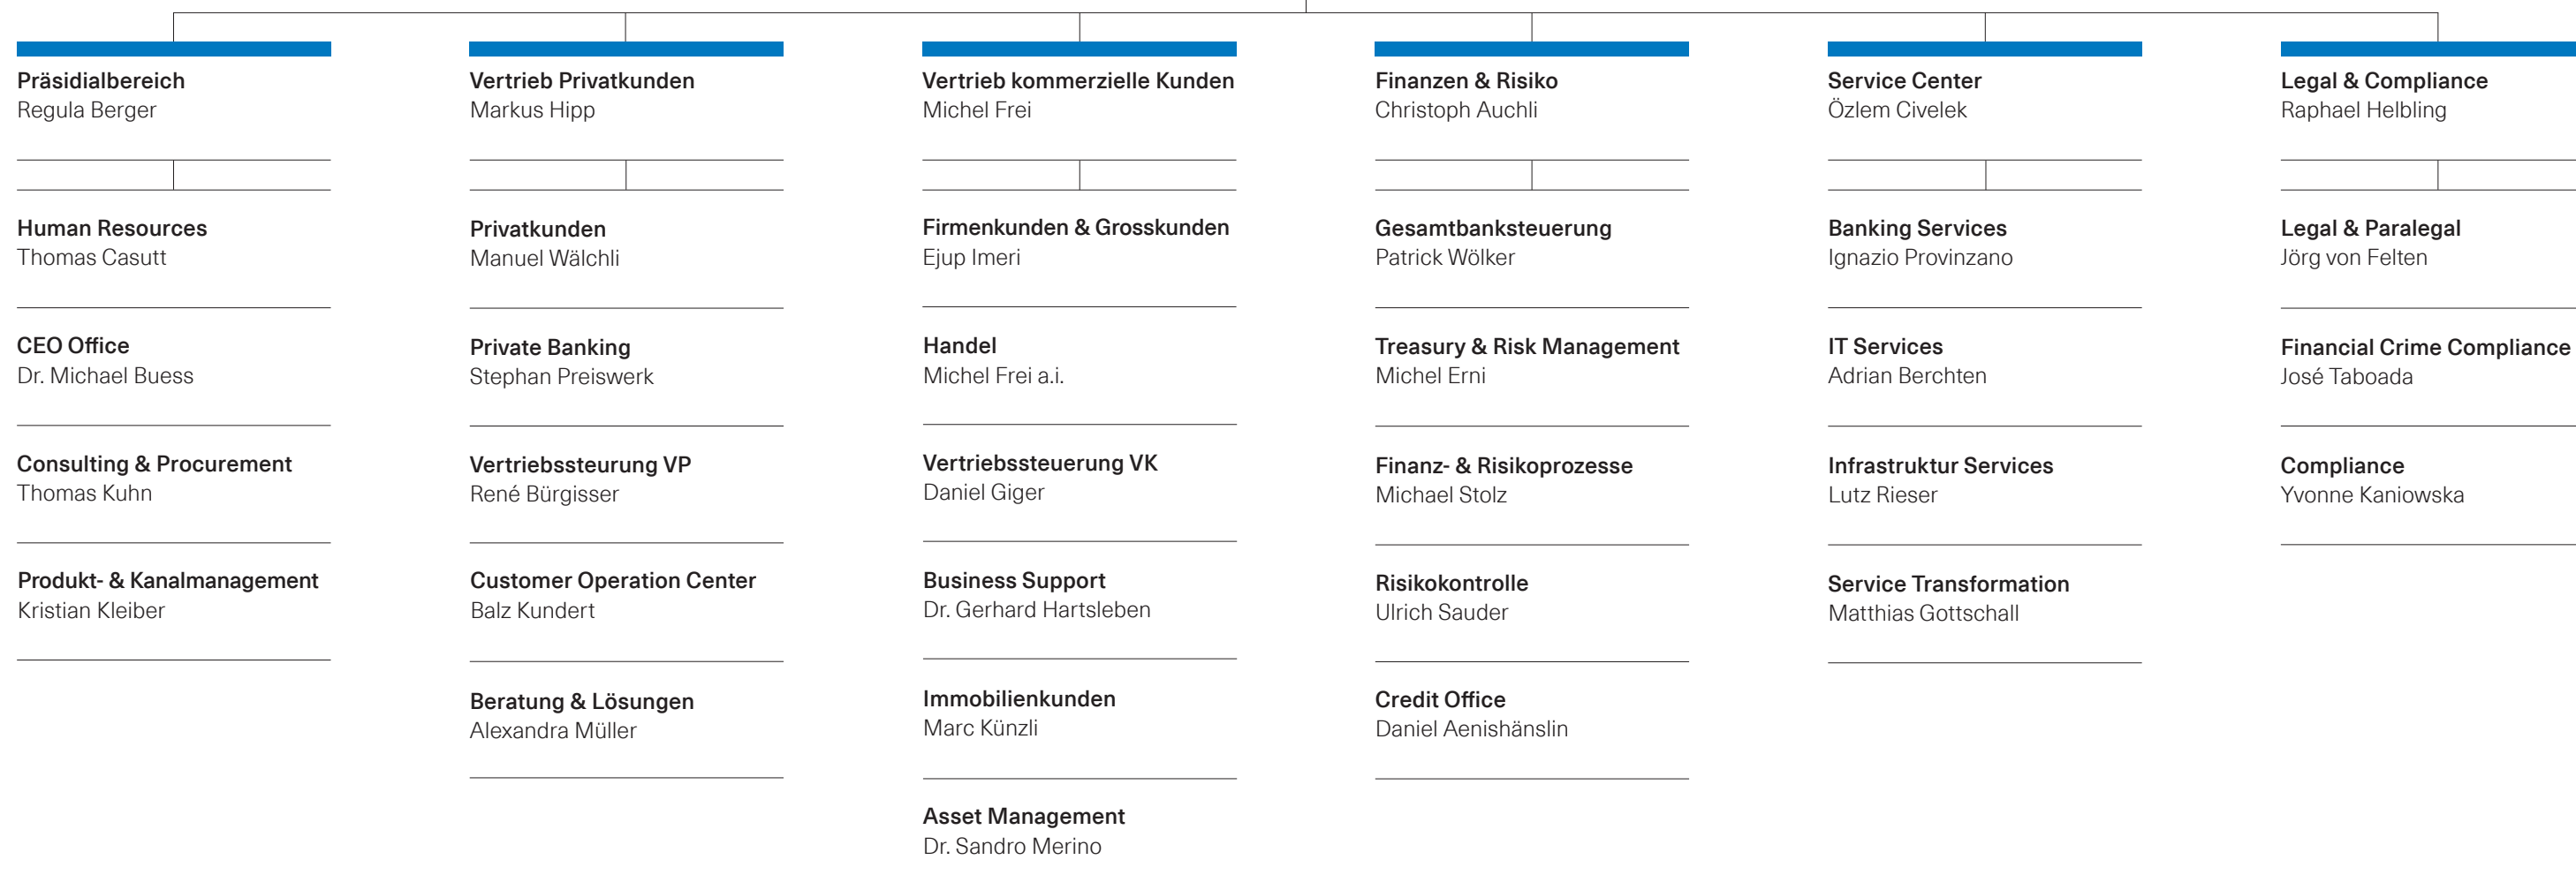 Präsidialbereich
Regula Berger
Human Resources
Thomas Casutt
CEO Office
Dr. Michael Buess
Consulting & Procurement
Thomas Kuhn
Produkt- & Kanalmanagement
Kristian Kleiber
Vertrieb Privatkunden
Markus Hipp
Privatkunden
Manuel Wälchli
Private Banking
Stephan Preiswerk
Vertriebssteurung VP
René Bürgisser
Customer Operation Center
Balz Kundert
Beratung & Lösungen
Alexandra Müller
Vertrieb kommerzielle Kunden
Michel Frei
Firmenkunden & Grosskunden
Ejup Imeri
Handel
Michel Frei a.i.
Vertriebssteuerung VK
Daniel Giger
Business Support
Dr. Gerhard Hartsleben
Immobilienkunden
Marc Künzli
Asset Management
Dr. Sandro Merino
Finanzen & Risiko
Christoph Auchli
Gesamtbanksteuerung
Patrick Wölker
Treasury & Risk Management
Michel Erni
Finanz- & Risikoprozesse
Michael Stolz
Risikokontrolle
Ulrich Sauder
Credit Office
Daniel Aenishänslin
Service Center
Özlem Civelek
Banking Services
Ignazio Provinzano
IT Services
Adrian Berchten
Infrastruktur Services
Lutz Rieser
Service Transformation
Matthias Gottschall
Legal & Compliance
Raphael Helbling
Legal & Paralegal
Jörg von Felten
Financial Crime Compliance
José Taboada
Compliance
Yvonne Kaniowska